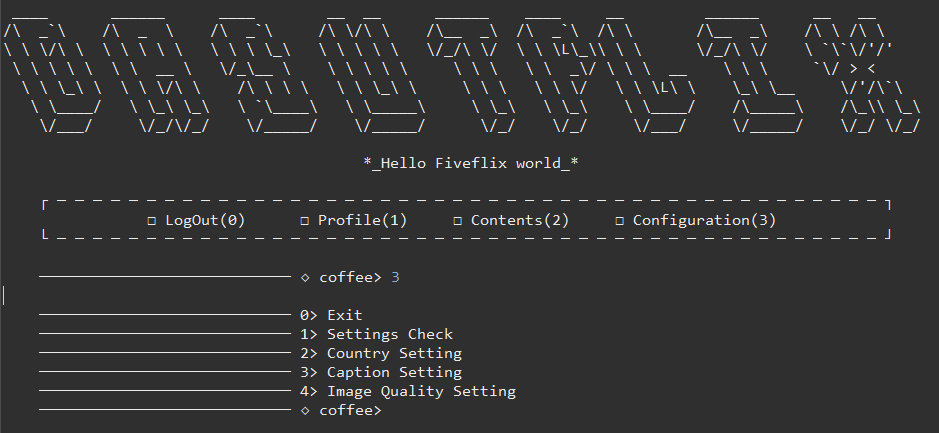 *_Hello Fiveflix world_*
□ LogOut(0) □ Profile(1) □ Contents(2) □ Configuration(3)
◇ coffee> 3
0> Exit
1> Settings Check
2> Country Setting
3> Caption Setting
4> Image Quality Setting
◇ coffee>